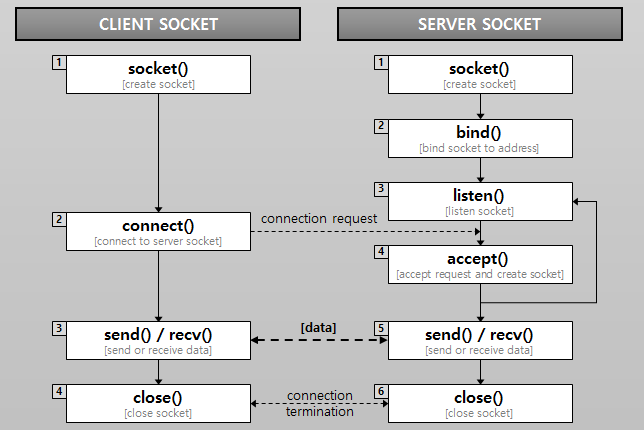 CLIENT SOCKET
SERVER SOCKET
1
socket()
[create socket]
1
socket()
[create socket]
2
bind()
[bind socket to address]
3
listen()
[listen socket]
2
connect()
[connect to server socket]
connection request
4
accept()
[accept request and create socket]
3
send() / recv()
[send or receive data]
[data]
5
send() / recv()
[send or receive data]
4
close()
[close socket]
connection
termination
6
close()
[close socket]